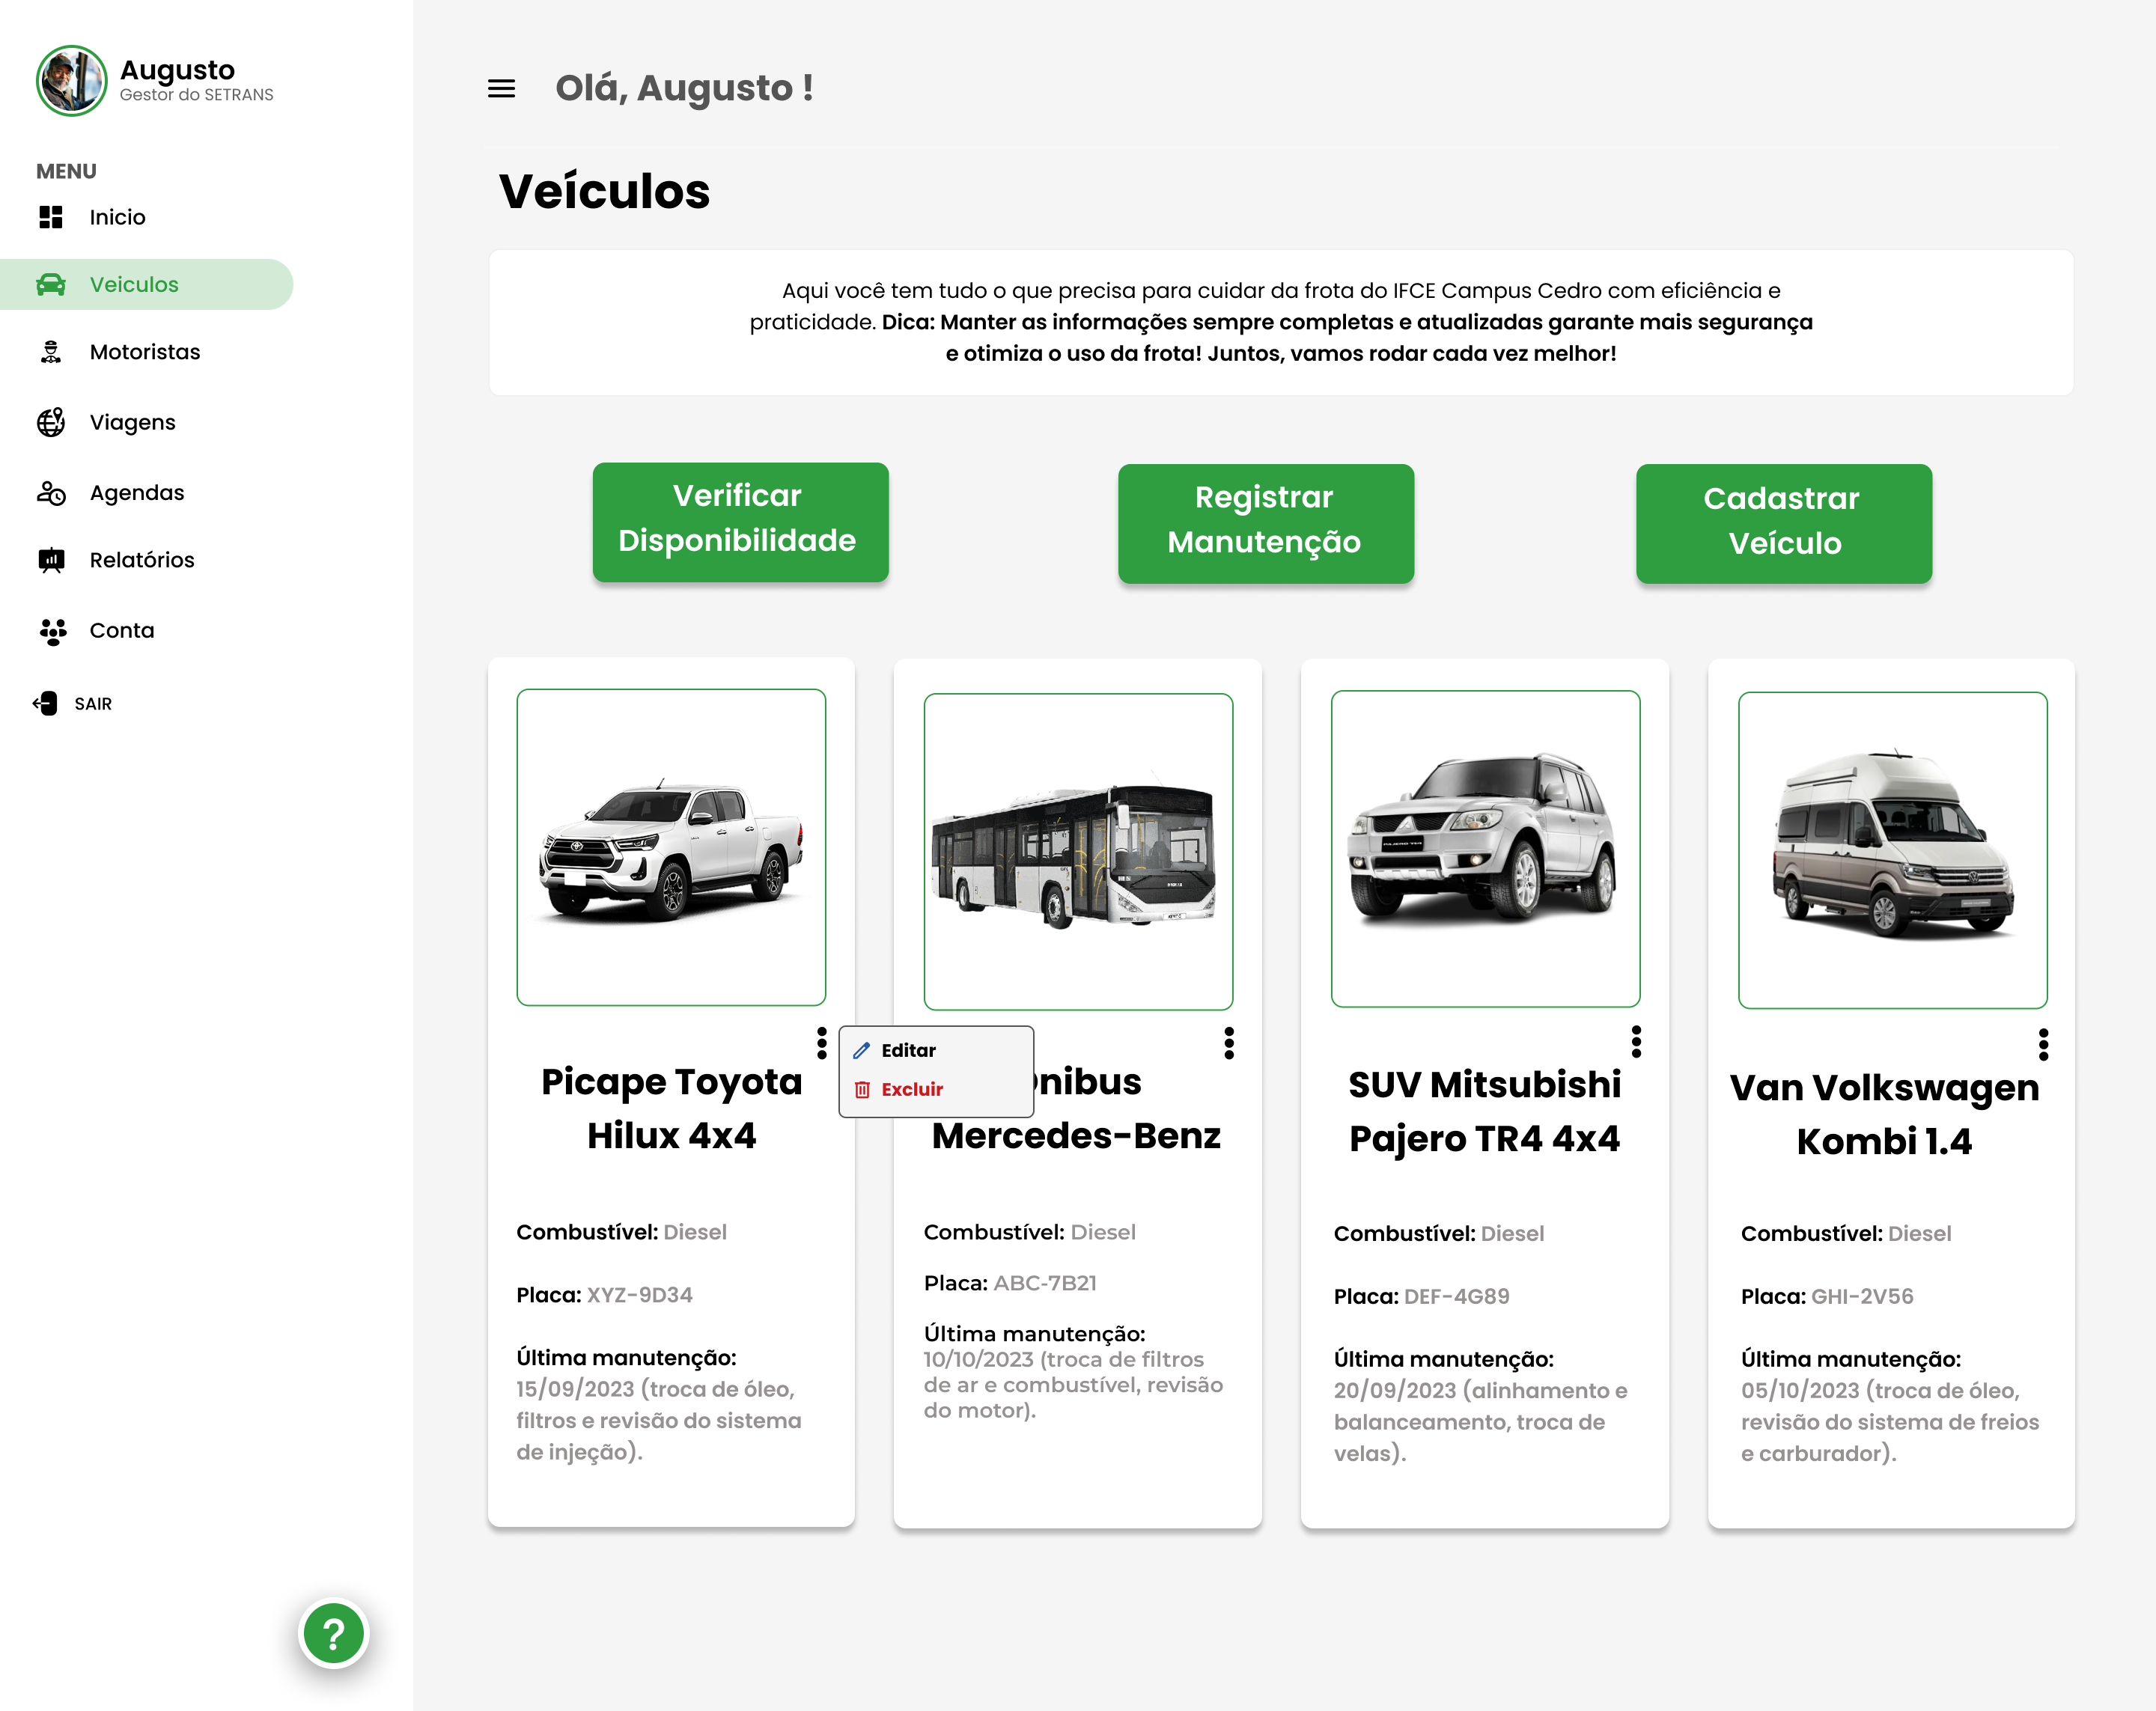 Augusto
Gestor do SETRANS
MENU
Inicio
Veiculos
Motoristas
Viagens
Agendas
Relatórios
Conta
SAIR
?
Olá, Augusto !
Veículos
Aqui você tem tudo o que precisa para cuidar da frota do IFCE Campus Cedro com eficiência e
praticidade. Dica: Manter as informações sempre completas e atualizadas garante mais segurança
e otimiza o uso da frota! Juntos, vamos rodar cada vez melhor!
Verificar
Disponibilidade
Registrar
Manutenção
Cadastrar
Veículo
Picape Toyota
Hilux 4x4
Combustível: Diesel
Placa: XYZ-9D34
Última manutenção:
15/09/2023 (troca de óleo,
filtros e revisão do sistema
de injeção).
Editar
Excluir
nibus
Mercedes-Benz
Combustível: Diesel
Placa: ABC-7B21
Última manutenção:
10/10/2023 (troca de filtros
de ar e combustível, revisão
do motor).
PAJERO TR4
SUV Mitsubishi
Pajero TR4 4x4
Combustível: Diesel
Placa: DEF-4G89
Última manutenção:
20/09/2023 (alinhamento e
balanceamento, troca de
velas).
Van Volkswagen
Kombi 1.4
Combustível: Diesel
Placa: GHI-2V56
Última manutenção:
05/10/2023 (troca de óleo,
revisão do sistema de freios
e carburador).